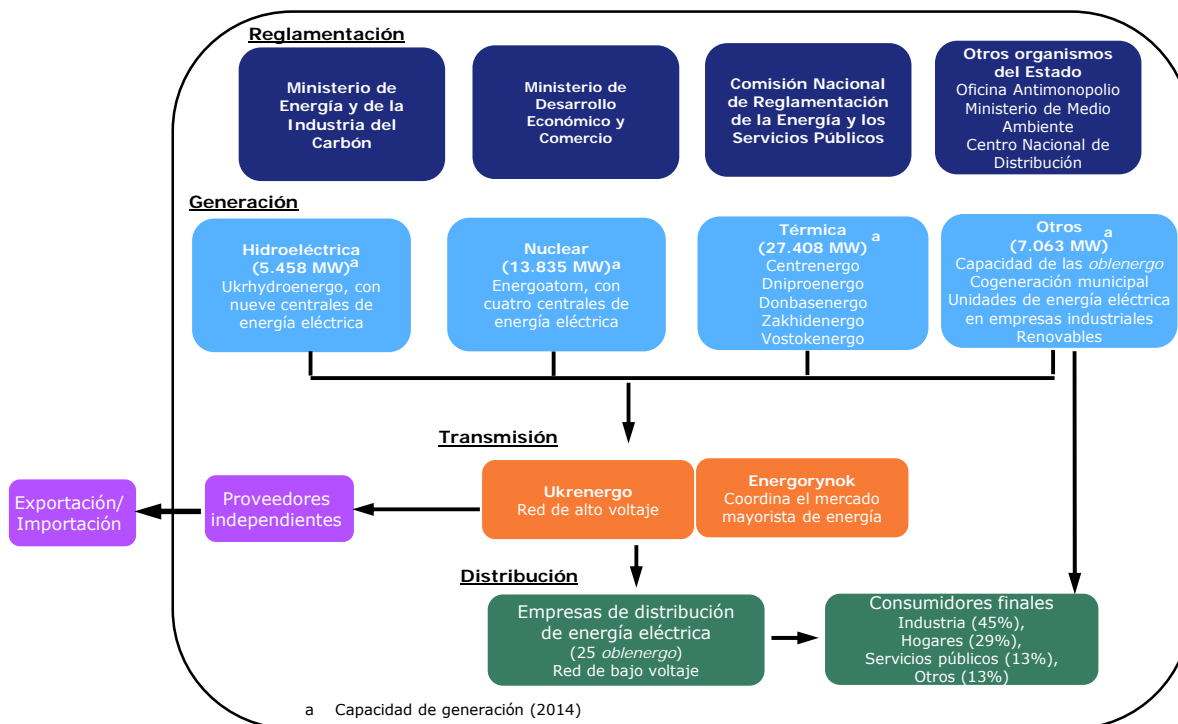 Reglamentación
Ministerio de
Energía y de la
Industria del
Carbón
Ministerio de
Desarrollo
Económico y
Comercio
Comisión Nacional
de Reglamentación
de la Energía y los
Servicios Públicos
Otros organismos
del Estado
Oficina Antimonopolio
Ministerio de Medio
Ambiente
Centro Nacional de
Distribución
Generación
Hidroeléctrica
(5.458 MW)a
Ukrhydroenergo, con
nueve centrales de
energía eléctrica
Nuclear
(13.835 MW)a
Energoatom, con
cuatro centrales de
energía eléctrica
Térmica
(27.408 MW) a
Centrenergo
Dniproenergo
Donbasenergo
Zakhidenergo
Vostokenergo
Otros
(7.063 MW) a
Capacidad de las oblenergo
Cogeneración municipal
Unidades de energía eléctrica
en empresas industriales
Renovables
Transmisión
Exportación/
Importación
Proveedores
independientes
Ukrenergo
Red de alto voltaje
Energorynok
Coordina el mercado
mayorista de energía
Distribución
Empresas de distribución
de energía eléctrica
(25 oblenergo)
Red de bajo voltaje
Consumidores finales
Industria (45%),
Hogares (29%),
Servicios públicos (13%),
Otros (13%)
a Capacidad de generación (2014)